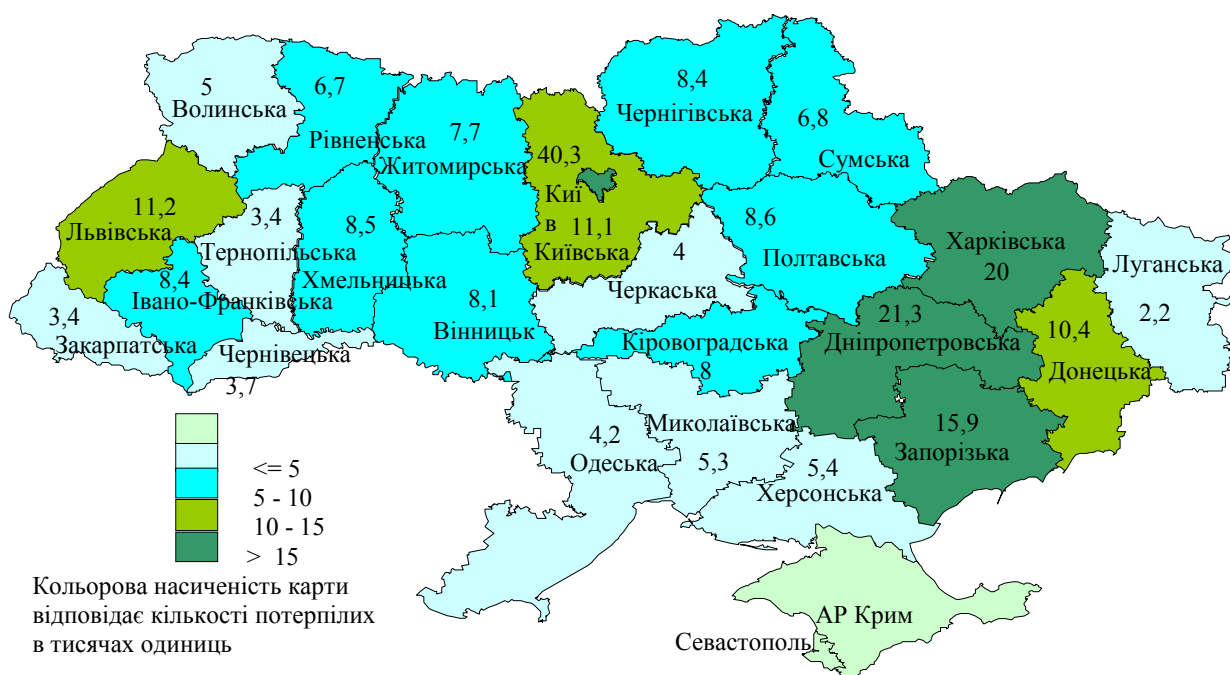 5
Волинська
6,7
Рівненська
7,7
Житомирська
40,3
Киї
в
11,1
Київська
8,4
Чернігівська
6,8
Сумська
11,2
Львівська
3,4
Тернопільська
8,5
Хмельницька
8,4
Івано-Франківська
3,4
Закарпатська
Чернівецька
3,7
8,1
Вінницьк
4
Черкаська
8,6
Полтавська
Харківська
20
Луганська
2,2
21,3
Дніпропетровська
10,4
Донецька
Кіровоградська
8
15,9
Запорізька
4,2
Одеська
Миколаївська
5,3
5,4
Херсонська
АР Крим
Севастополь
<= 5
5 - 10
10 - 15
> 15
Кольорова насиченість карти
відповідає кількості потерпілих
в тисячах одиниць